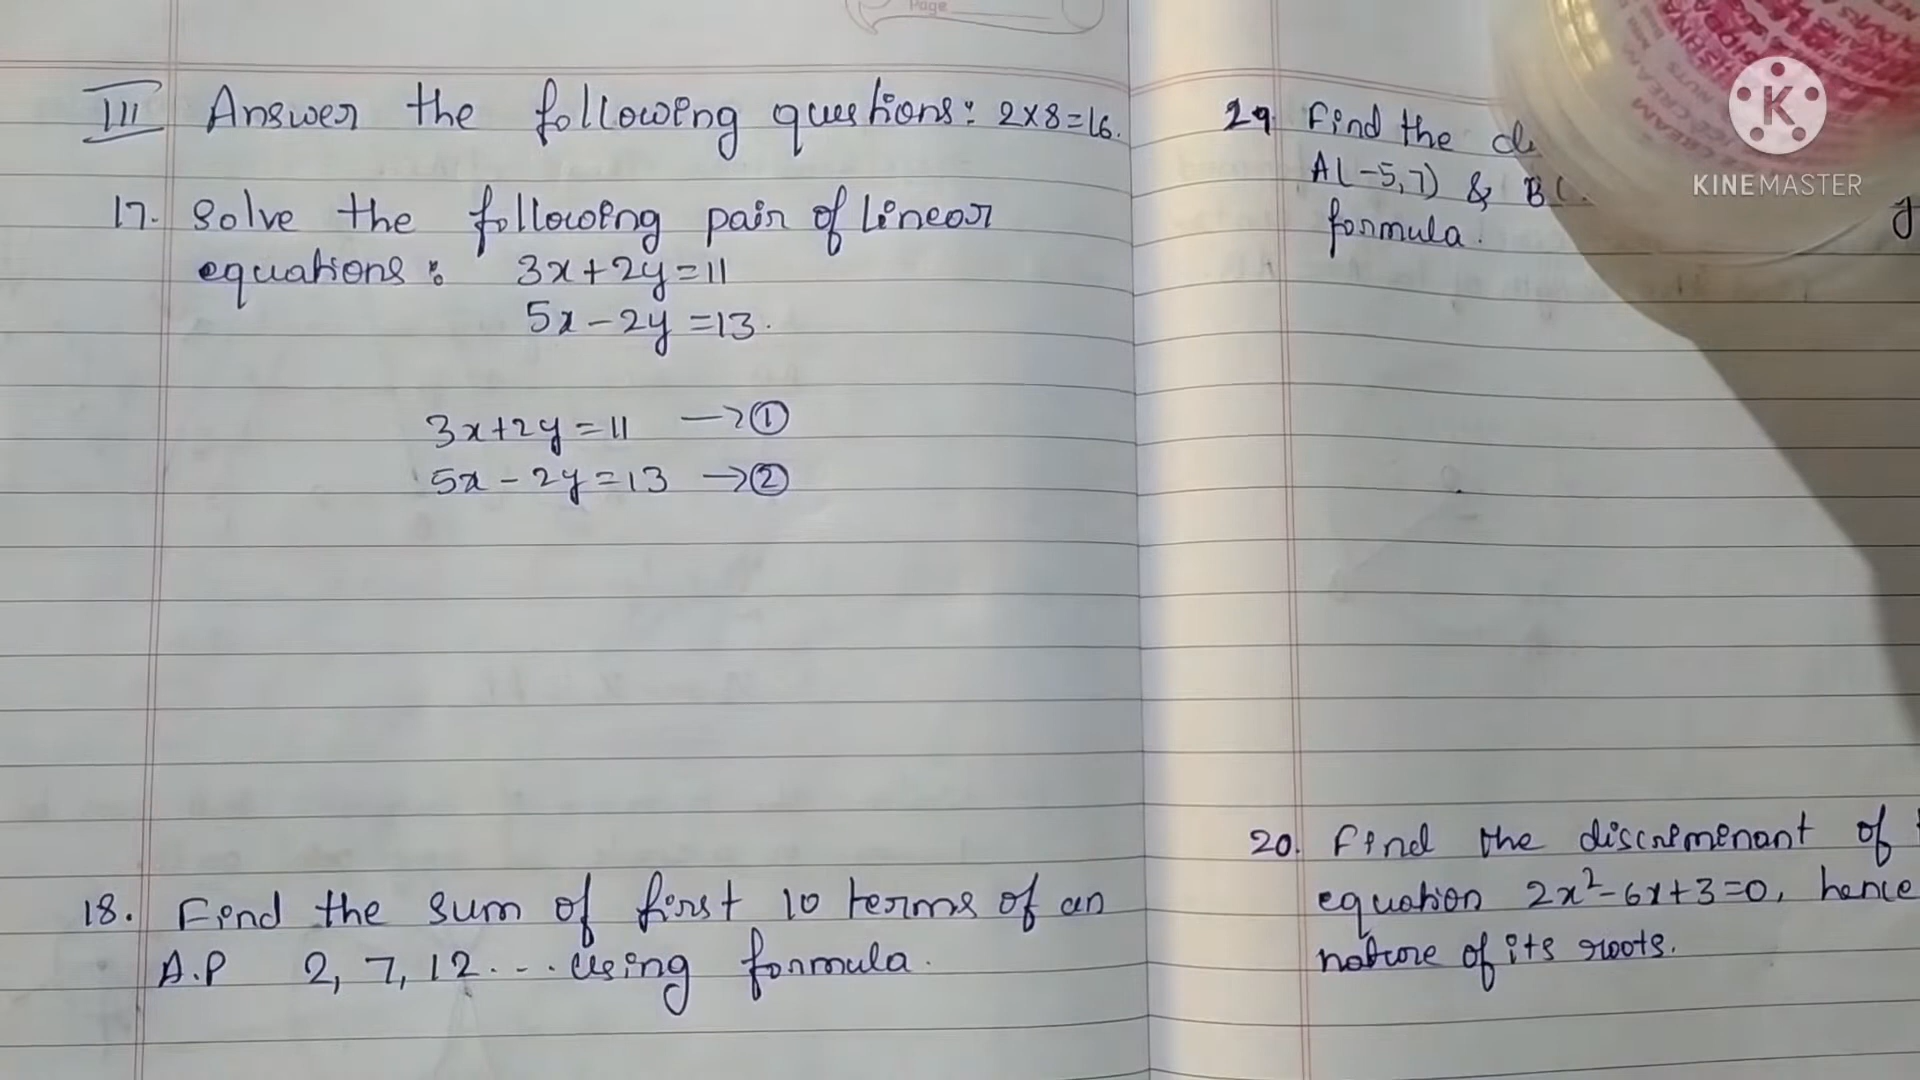 Page
III Answer the following questions: 2x8=16.
17. Solve the following pair of linear
equations: 3x+2y=11
5x-2y=13.
3x+2y=11 →①
5x-2y=13 →②
18. Find the sum of first 10 terms of an
A.P 2, 7, 12... using formula.
29 Find the
A(-5,7) & B(
formula.
20. Find the discriminant of
equation 2x²-6x+3=0, hence
nature of its roots.
KINEMASTER